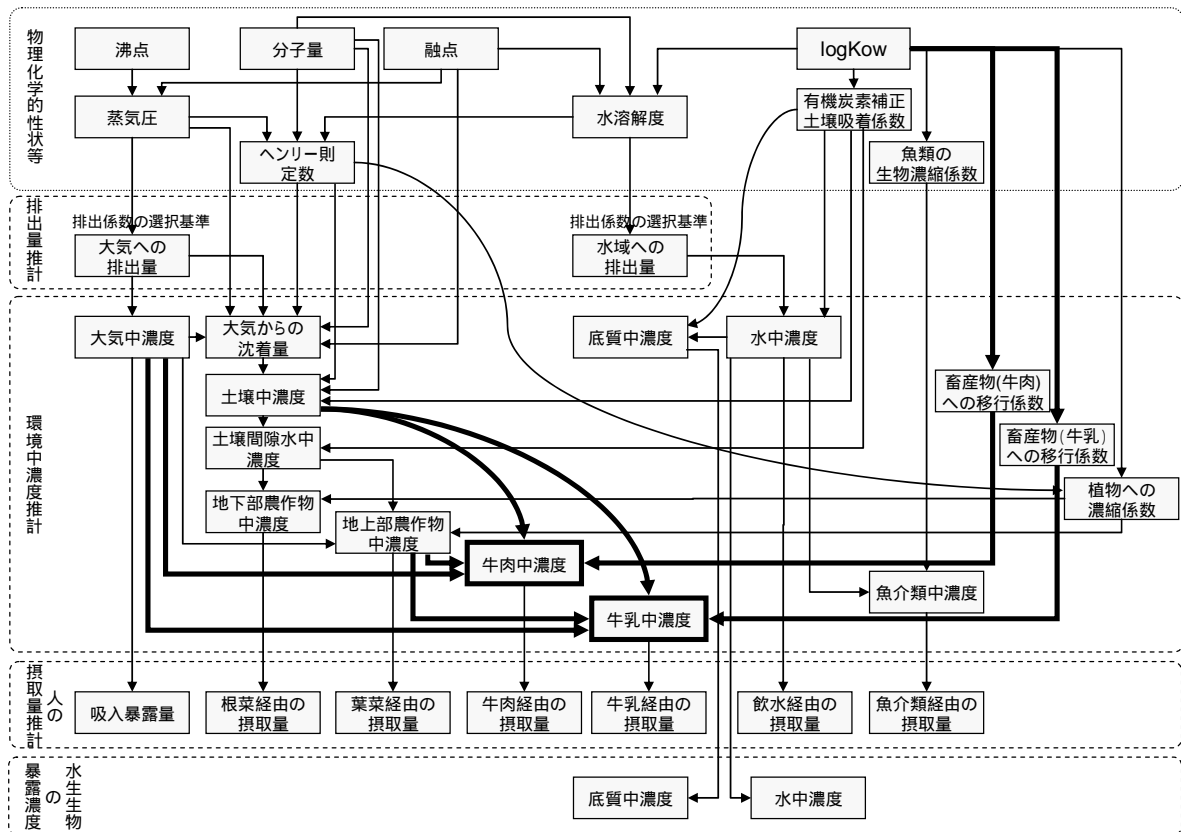 物理化学的性状等
沸点
分子量
融点
logKow
蒸気圧
水溶解度
有機炭素補正
土壌吸着係数
ヘンリー則
定数
魚類の
生物濃縮係数
排出量推計
排出係数の選択基準
大気への
排出量
排出係数の選択基準
水域への
排出量
環境中濃度推計
大気中濃度
大気からの
沈着量
底質中濃度
水中濃度
土壌中濃度
畜産物(牛肉)
への移行係数
土壌間隙水中
濃度
畜産物(牛乳)
への移行係数
地下部農作物
中濃度
植物への
濃縮係数
地上部農作物
中濃度
牛肉中濃度
魚介類中濃度
牛乳中濃度
人の
摂取量推計
吸入暴露量
根菜経由の
摂取量
葉菜経由の
摂取量
牛肉経由の
摂取量
牛乳経由の
摂取量
飲水経由の
摂取量
魚介類経由の
摂取量
水生生物
の
暴露濃度
底質中濃度
水中濃度